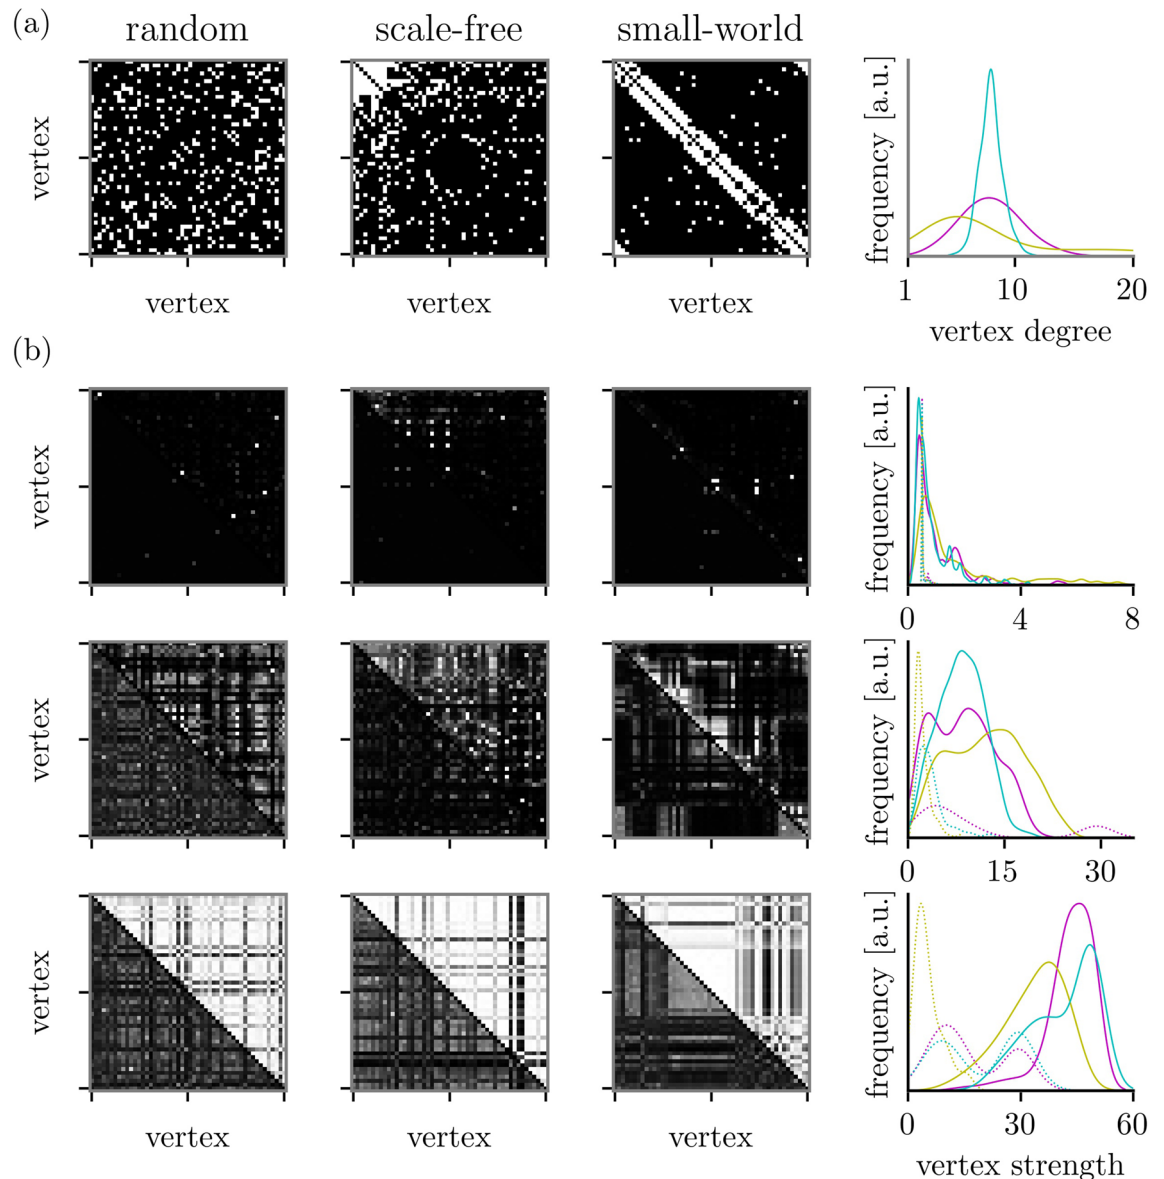 (a)
random scale-free small-world
vertex
frequency [a.u.]
1 10 20
vertex vertex vertex
vertex degree
(b)
vertex
frequency [a.u.]
0 4 8
vertex
frequency [a.u.]
0 15 30
vertex
frequency [a.u.]
0 30 60
vertex vertex vertex
vertex strength